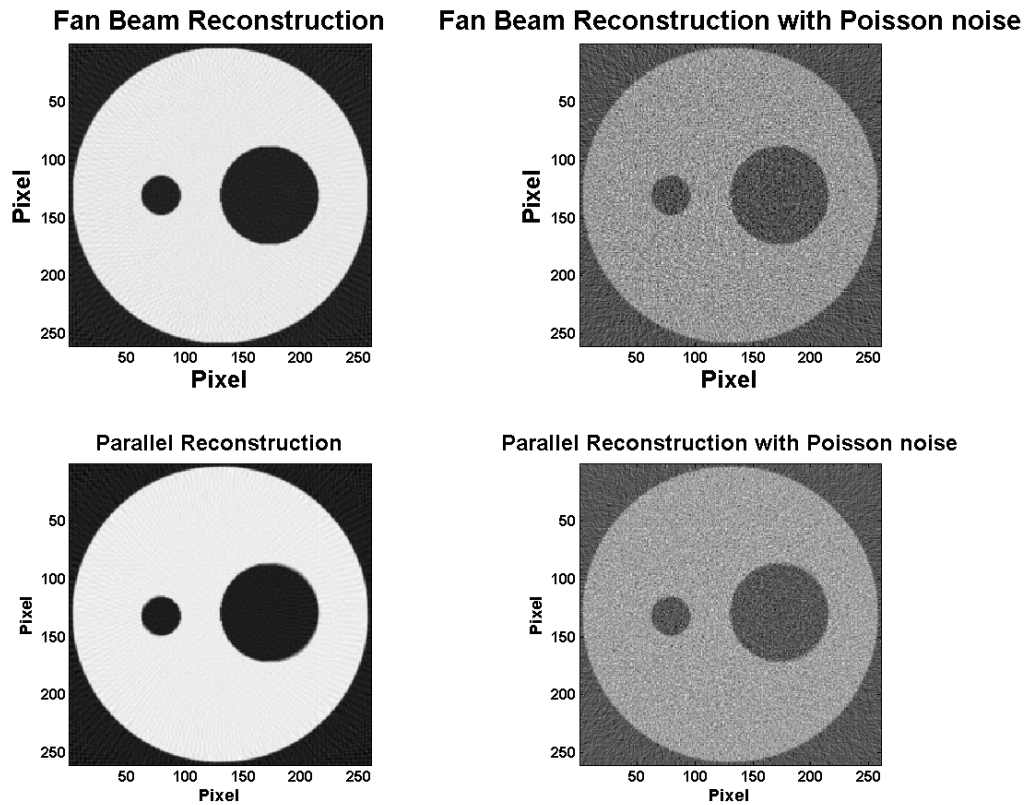 Fan Beam Reconstruction
Fan Beam Reconstruction with Poisson noise
Pixel
50
100
150
200
250
50 100 150 200 250
Pixel
Pixel
50
100
150
200
250
50 100 150 200 250
Pixel
Parallel Reconstruction
Parallel Reconstruction with Poisson noise
Pixel
50
100
150
200
250
50 100 150 200 250
Pixel
Pixel
50
100
150
200
250
50 100 150 200 250
Pixel